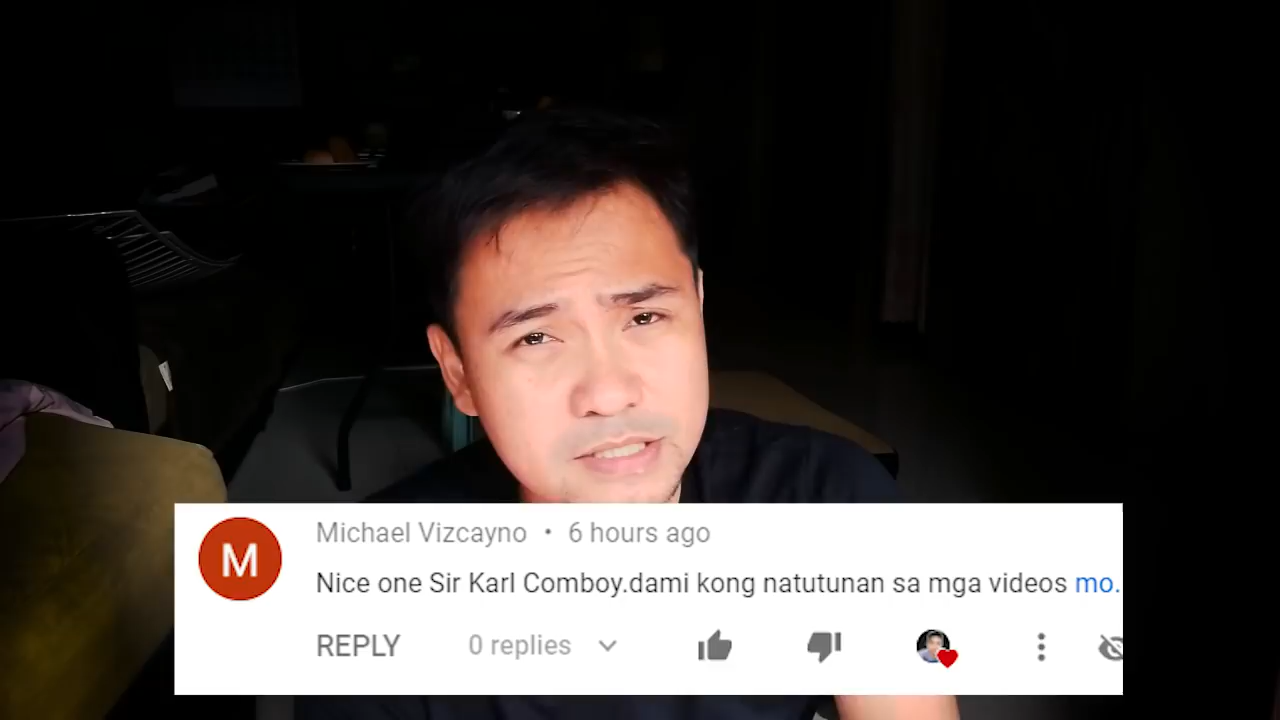 M
Michael Vizcayno • 6 hours ago
Nice one Sir Karl Comboy.dami kong natutunan sa mga videos mo.
REPLY 0 replies